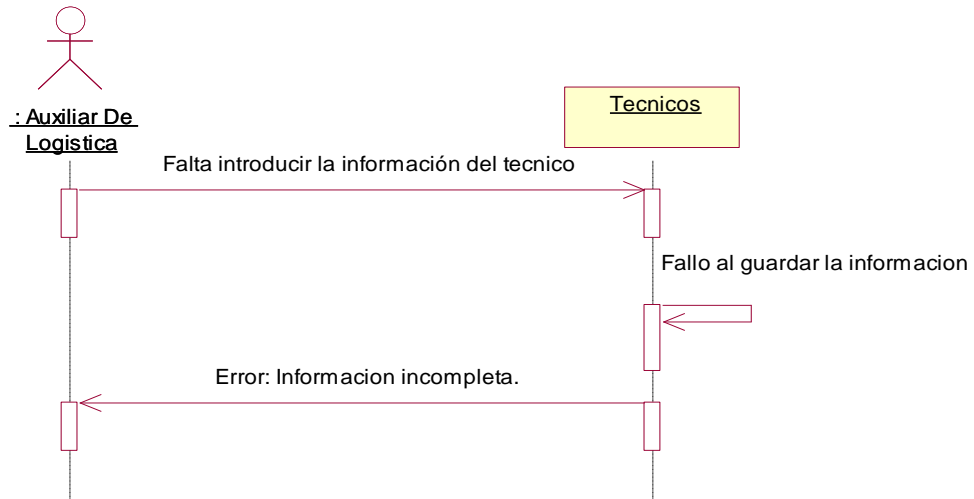 : Auxiliar De
Logistica
Tecnicos
Falta introducir la información del tecnico
Fallo al guardar la informacion
Error: Informacion incompleta.